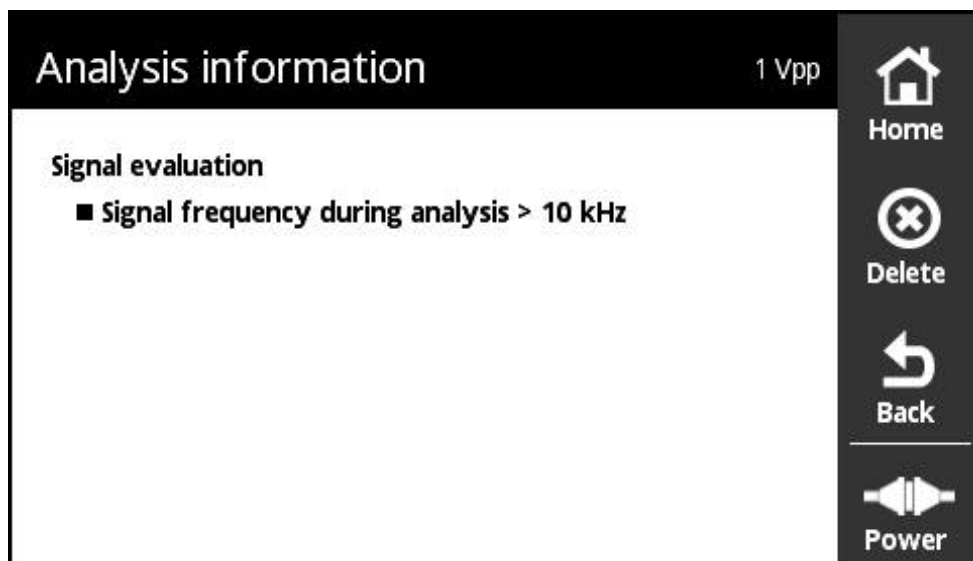 Analysis information
1 Vpp
Signal evaluation
■ Signal frequency during analysis > 10 kHz
Home
Delete
Back
Power